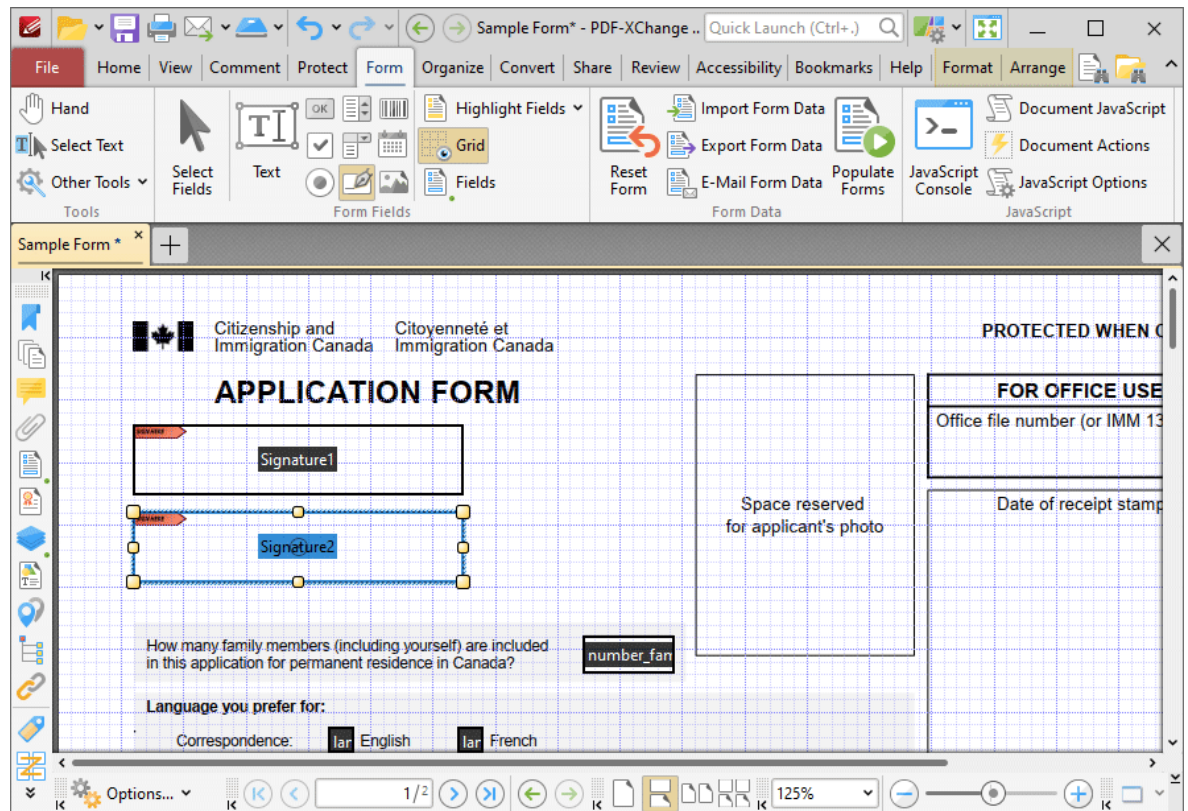 Sample Form* - PDF-XChange ..
Quick Launch (Ctrl+.)
File
Home
View
Comment
Protect
Form
Organize
Convert
Share
Review
Accessibility
Bookmarks
Help
Format
Arrange
Hand
Select Text
Other Tools
Tools
Select
Fields
Text
OK
Form Fields
Highlight Fields
Grid
Fields
Reset
Form
Import Form Data
Export Form Data
E-Mail Form Data
Populate
Forms
Form Data
JavaScript
Console
Document JavaScript
Document Actions
JavaScript Options
JavaScript
Sample Form *
Citizenship and
Immigration Canada
Citoyenneté et
Immigration Canada
PROTECTED WHEN C
APPLICATION FORM
FOR OFFICE USE
Office file number (or IMM 13
Signature1
Signature2
Space reserved
for applicant's photo
Date of receipt stamp
How many family members (including yourself) are included
in this application for permanent residence in Canada?
number_fan
Language you prefer for:
Correspondence:
lar
English
lar
French
Options...
1/2
125%